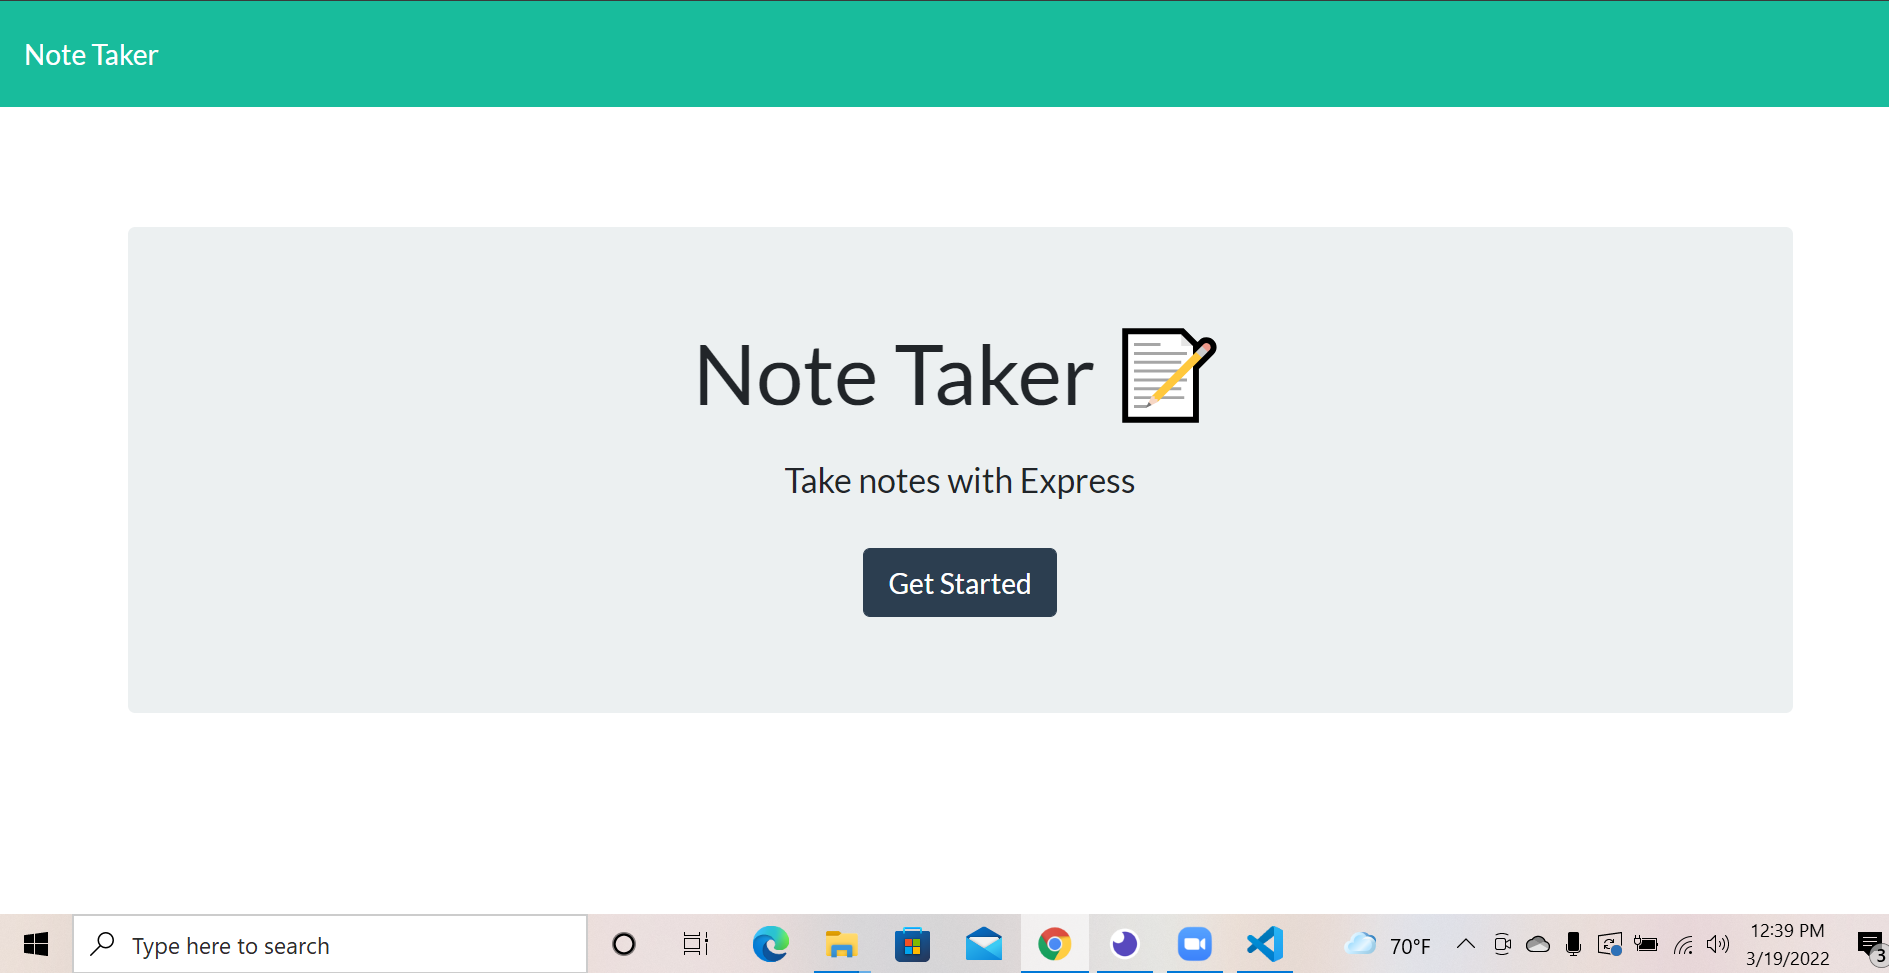 Note Taker
Note Taker
Take notes with Express
Get Started
Type here to search
70°F
12:39 PM
3/19/2022
3